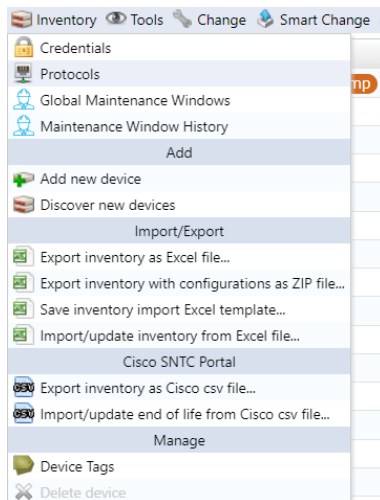 Inventory Tools Change Smart Change
Credentials
Protocols
Global Maintenance Windows
Maintenance Window History
Add
Add new device
Discover new devices
Import/Export
Export inventory as Excel file...
Export inventory with configurations as ZIP file...
Save inventory import Excel template...
Import/update inventory from Excel file...
Cisco SNTC Portal
CSV Export inventory as Cisco csv file...
CSV Import/update end of life from Cisco csv file...
Manage
Device Tags
Delete device